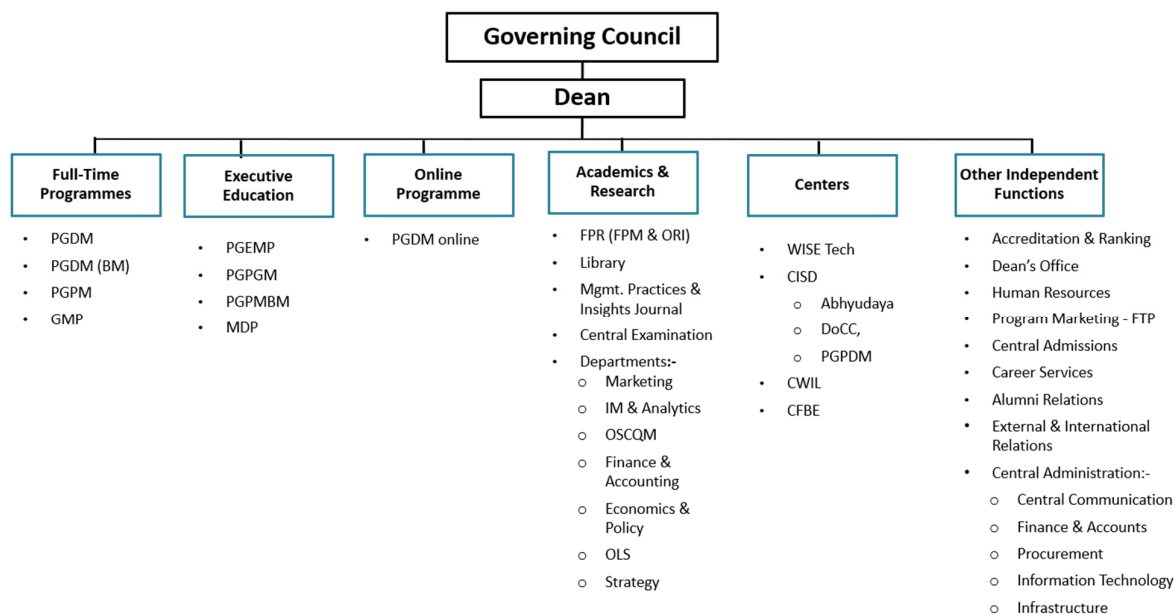 Governing Council
Dean
Full-Time
Programmes
• PGDM
• PGDM (BM)
• PGPM
• GMP
Executive
Education
• PGEMP
• PGPGM
• PGPMBM
• MDP
Online
Programme
• PGDM online
Academics &
Research
• FPR (FPM & ORI)
• Library
• Mgmt. Practices &
Insights Journal
• Central Examination
• Departments:-
o Marketing
o IM & Analytics
o OSCQM
o Finance &
Accounting
o Economics &
Policy
o OLS
o Strategy
Centers
• WISE Tech
• CISD
o Abhyudaya
o DoCC,
o PGPDM
• CWIL
• CFBE
Other Independent
Functions
• Accreditation & Ranking
• Dean's Office
• Human Resources
• Program Marketing - FTP
• Central Admissions
• Career Services
• Alumni Relations
• External & International
Relations
• Central Administration:-
o Central Communication
o Finance & Accounts
o Procurement
o Information Technology
o Infrastructure